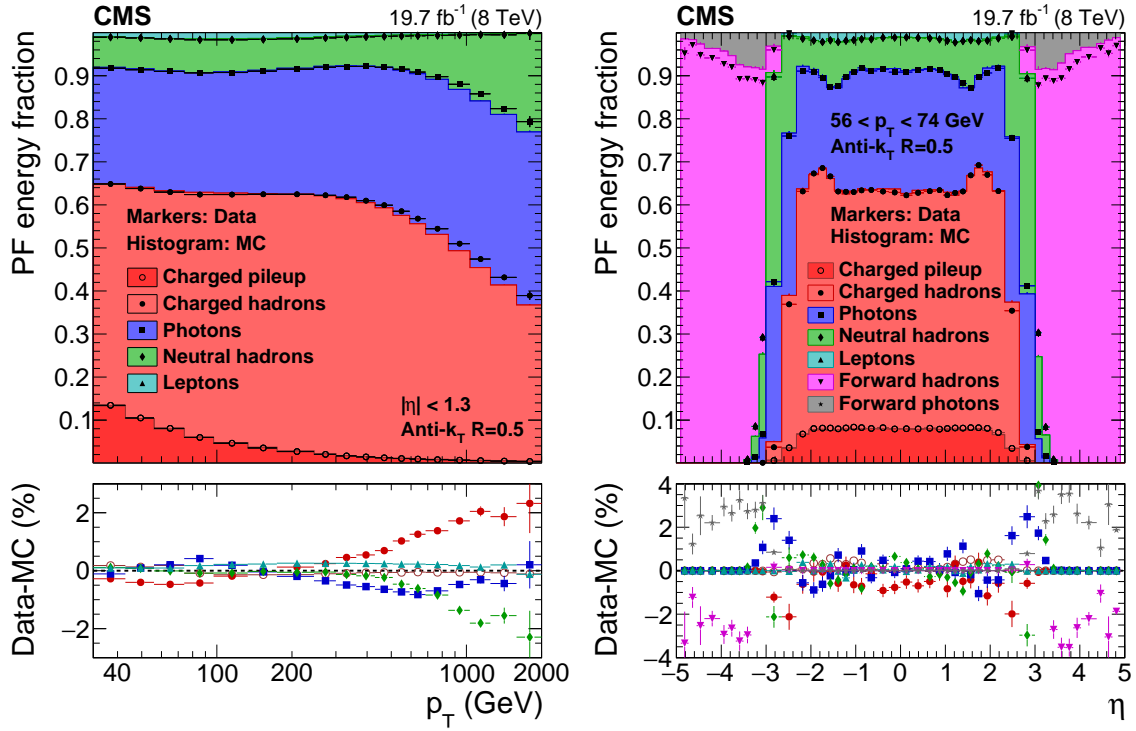 CMS
19.7 fb⁻¹ (8 TeV)
PF energy fraction
0.9
0.8
0.7
0.6
0.5
0.4
0.3
0.2
0.1
Markers: Data
Histogram: MC
Charged pileup
Charged hadrons
Photons
Neutral hadrons
Leptons
|η| < 1.3
Anti-k_T R=0.5
Data-MC (%)
2
0
−2
40
100
200
1000
2000
p_T (GeV)
CMS
19.7 fb⁻¹ (8 TeV)
PF energy fraction
0.9
0.8
0.7
0.6
0.5
0.4
0.3
0.2
0.1
56 < p_T < 74 GeV
Anti-k_T R=0.5
Markers: Data
Histogram: MC
Charged pileup
Charged hadrons
Photons
Neutral hadrons
Leptons
Forward hadrons
Forward photons
Data-MC (%)
4
2
0
−2
−4
−5 −4 −3 −2 −1 0 1 2 3 4 5
η